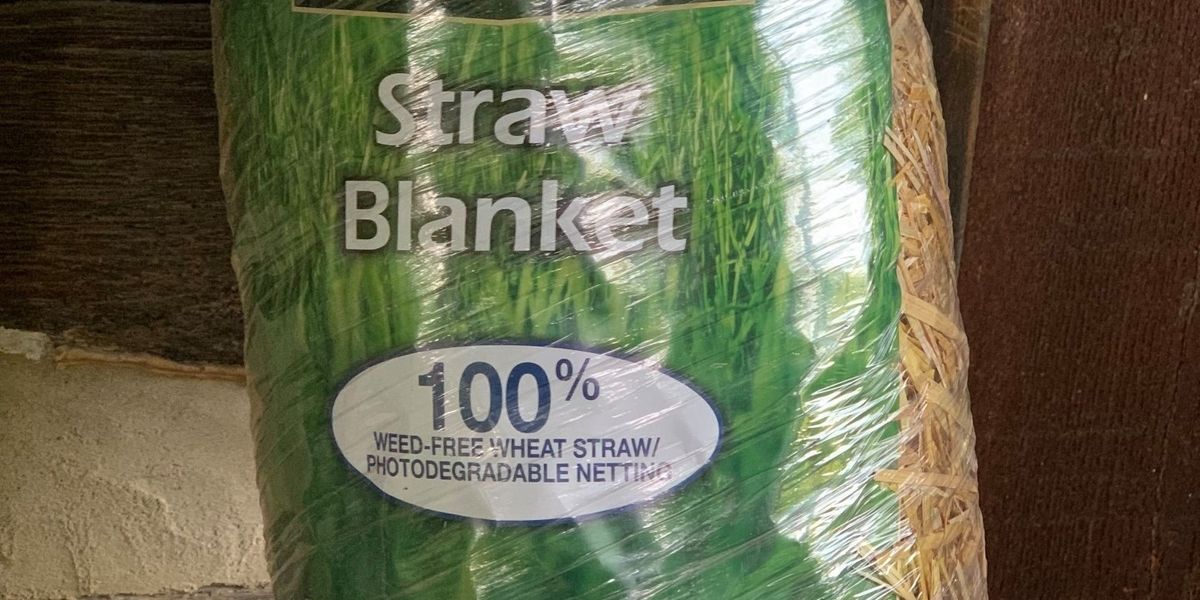 Straw
Blanket
100%
WEED-FREE WHEAT STRAW/
PHOTODEGRADABLE NETTING